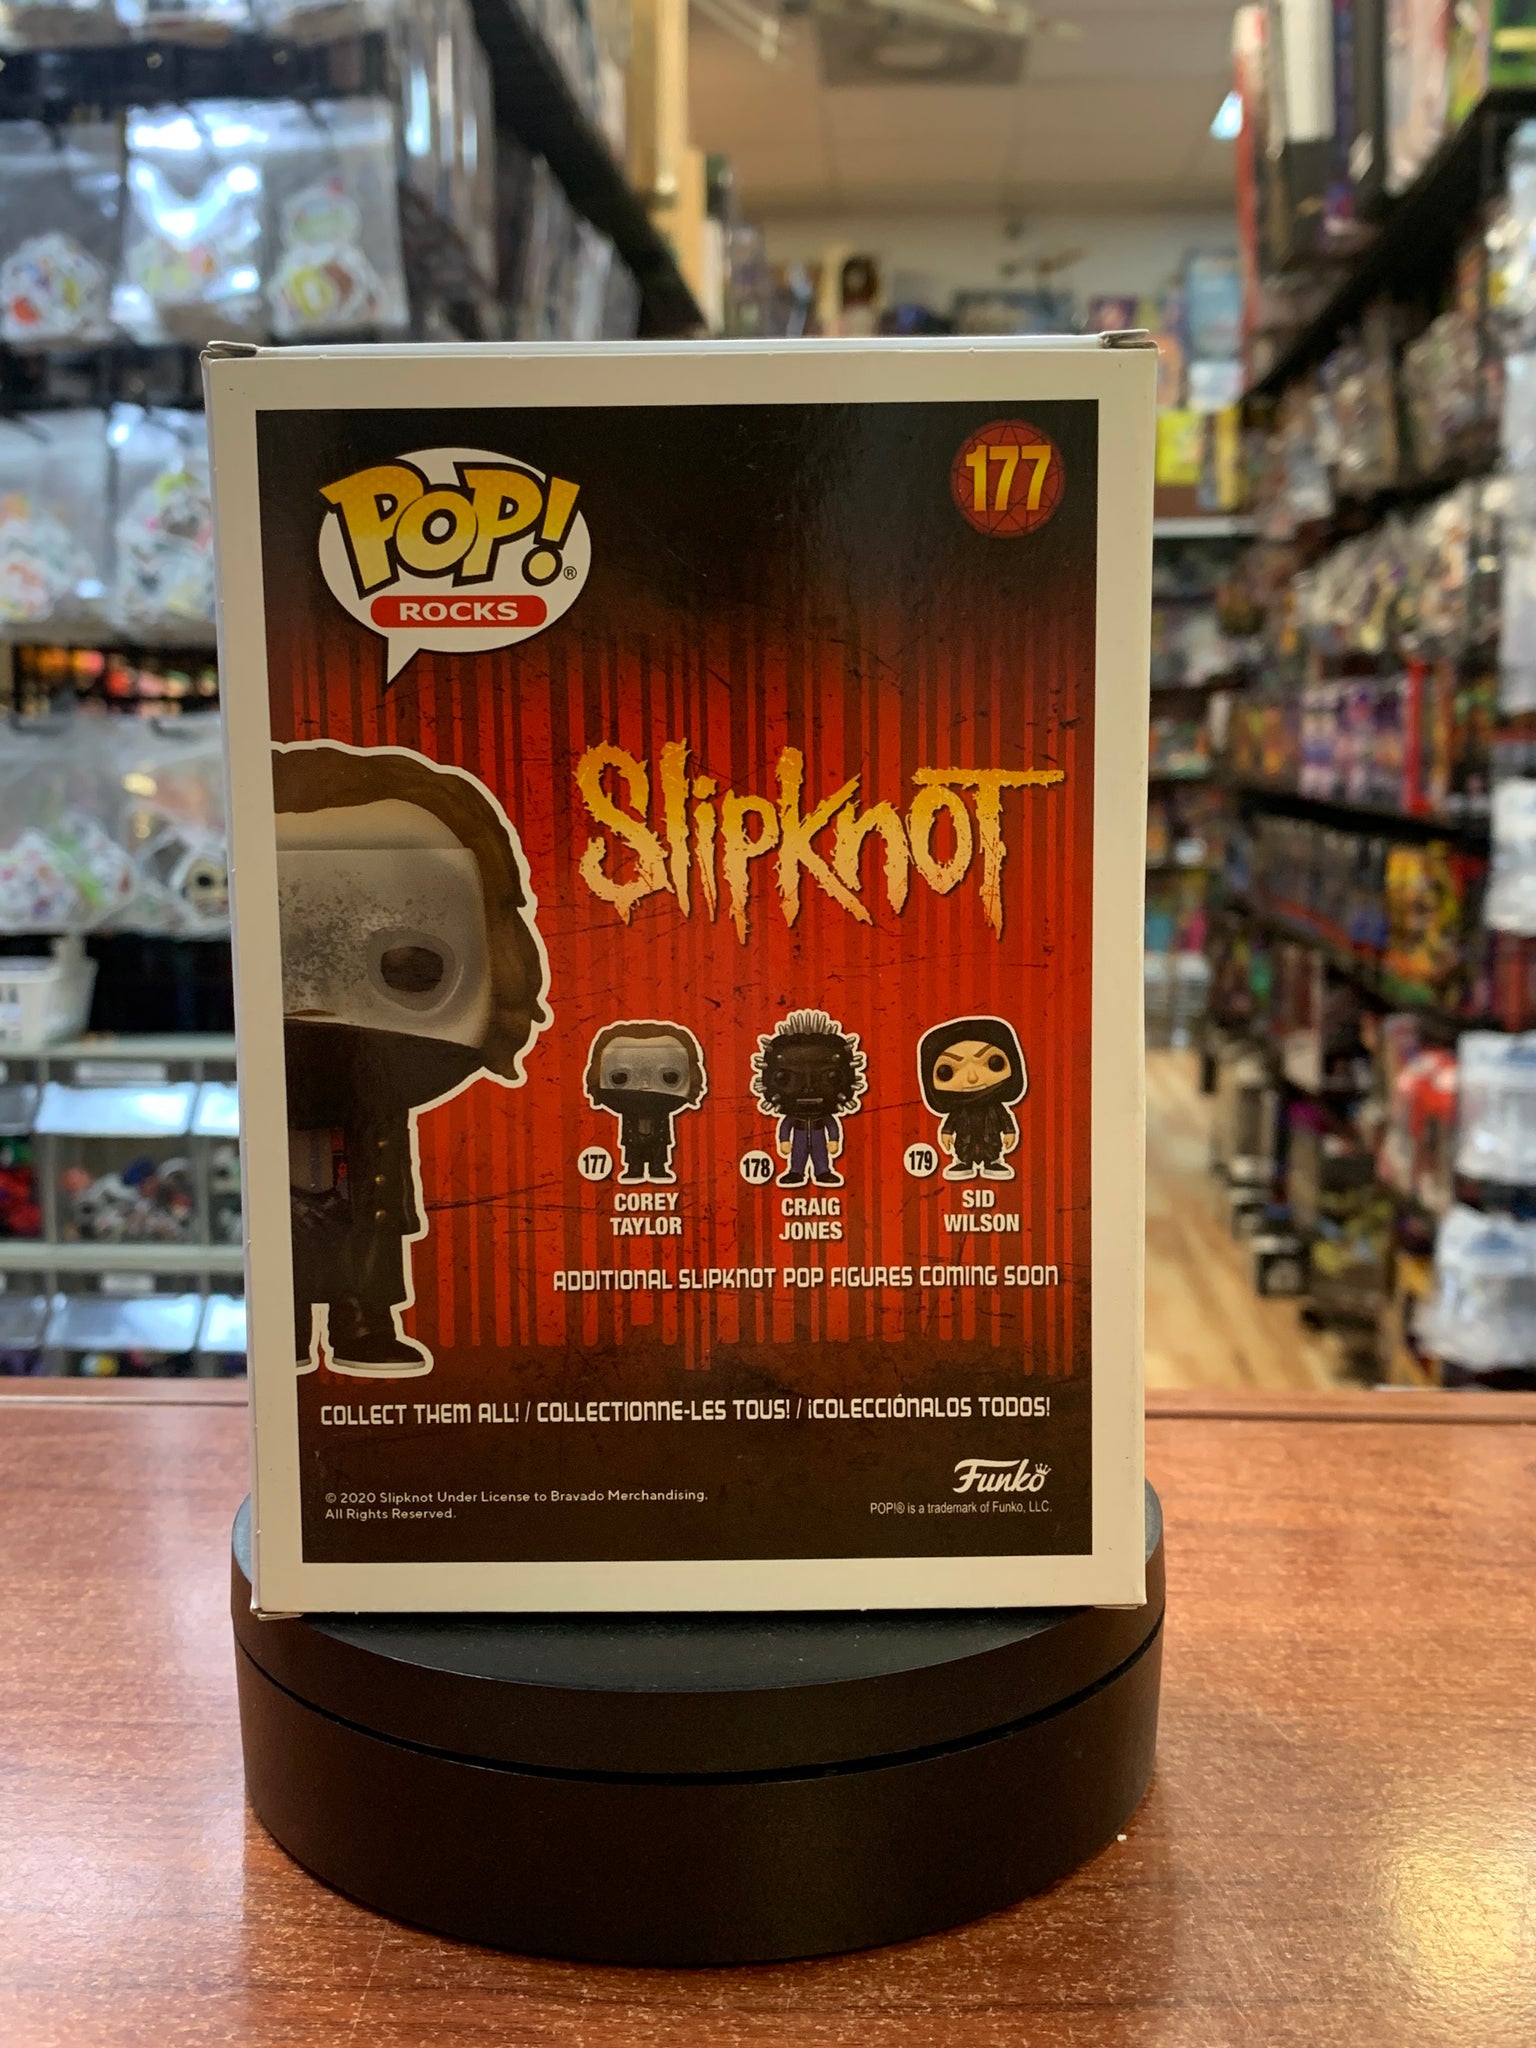 POP!®
ROCKS
177
SlipknoT
177
COREY
TAYLOR
178
CRAIG
JONES
179
SID
WILSON
ADDITIONAL SLIPKNOT POP FIGURES COMING SOON
COLLECT THEM ALL! / COLLECTIONNE-LES TOUS! / ¡COLECCIÓNALOS TODOS!
© 2020 Slipknot Under License to Bravado Merchandising.
All Rights Reserved.
Funko
POP!® is a trademark of Funko, LLC.